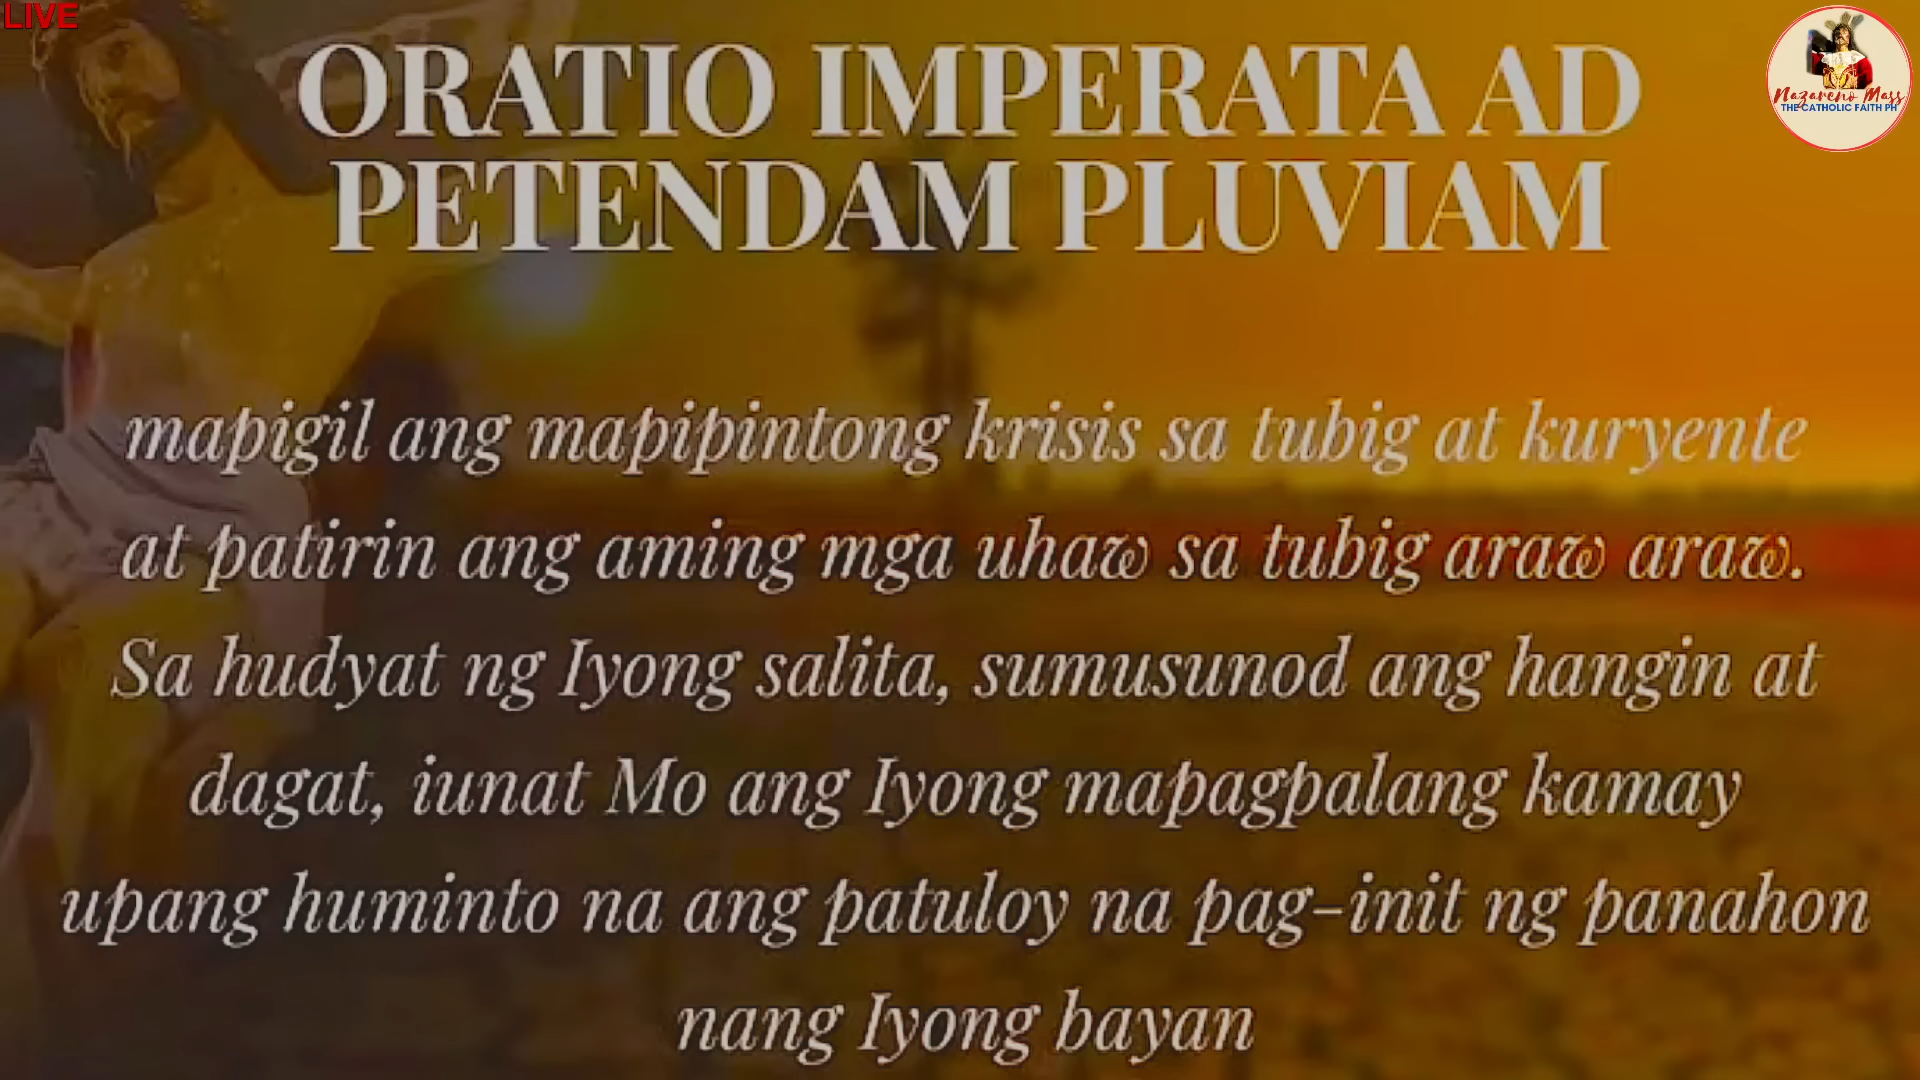 LIVE
Nazareno Mass
THE CATHOLIC FAITH PH
ORATIO IMPERATA AD
PETENDAM PLUVIAM
mapigil ang mapipintong krisis sa tubig at kuryente
at patirin ang aming mga uhaw sa tubig araw araw.
Sa hudyat ng Iyong salita, sumusunod ang hangin at
dagat, iunat Mo ang Iyong mapagpalang kamay
upang huminto na ang patuloy na pag-init ng panahon
nang Iyong bayan